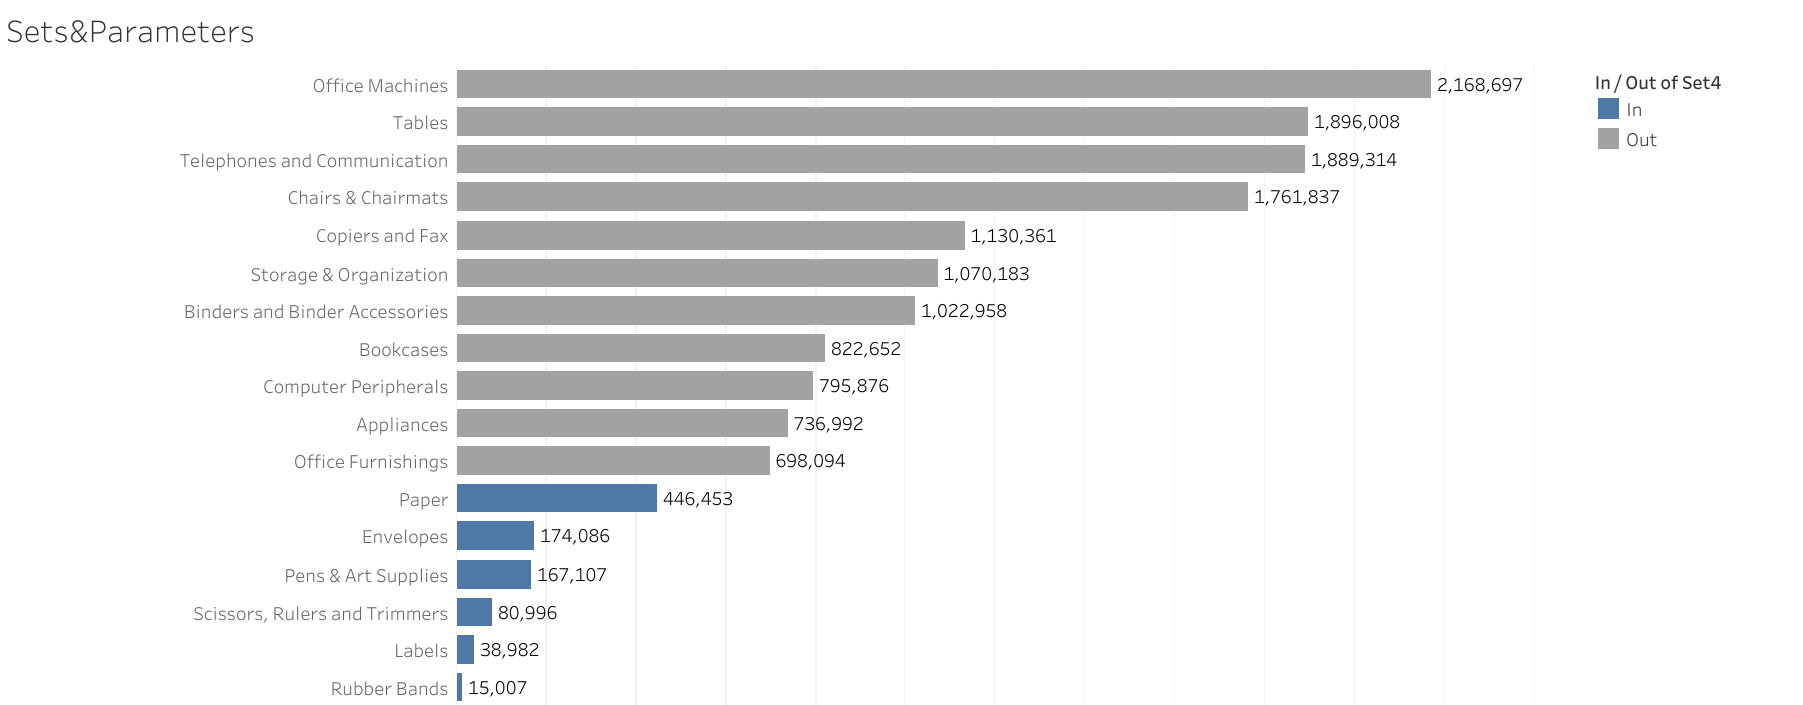 Sets&Parameters
Office Machines 2,168,697
Tables 1,896,008
Telephones and Communication 1,889,314
Chairs & Chairmats 1,761,837
Copiers and Fax 1,130,361
Storage & Organization 1,070,183
Binders and Binder Accessories 1,022,958
Bookcases 822,652
Computer Peripherals 795,876
Appliances 736,992
Office Furnishings 698,094
Paper 446,453
Envelopes 174,086
Pens & Art Supplies 167,107
Scissors, Rulers and Trimmers 80,996
Labels 38,982
Rubber Bands 15,007
In / Out of Set4
In
Out